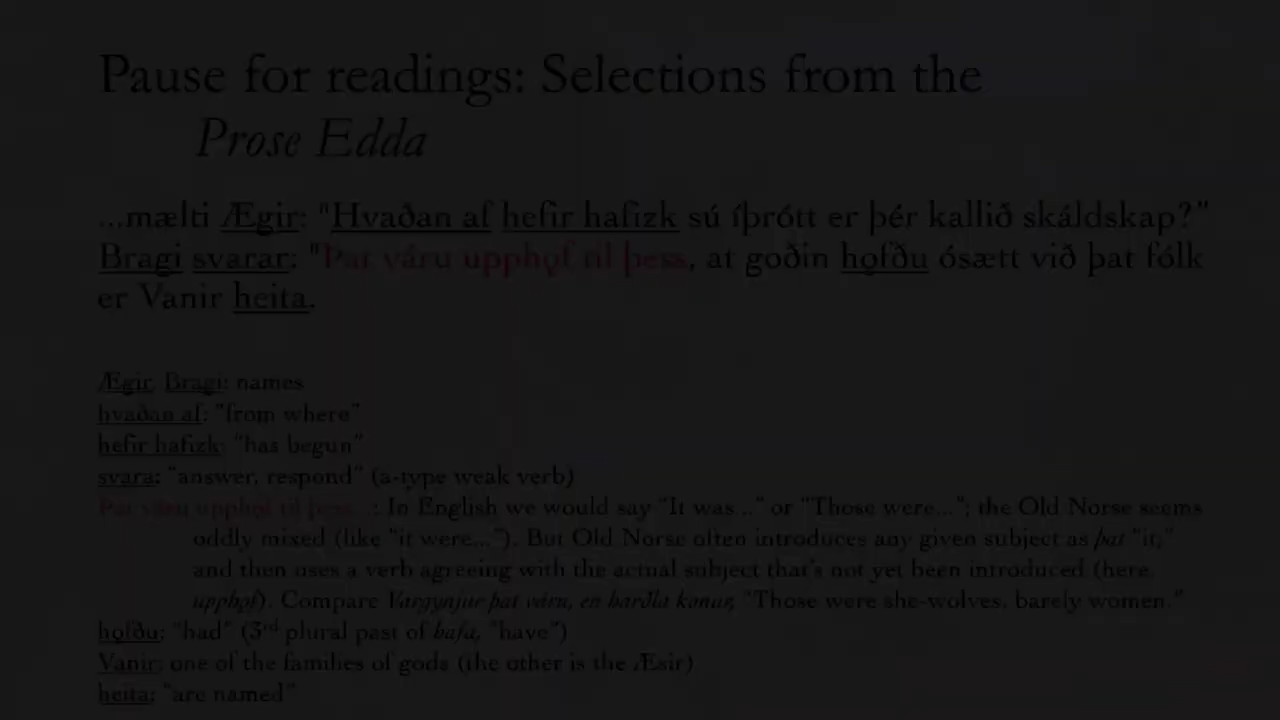 Pause for readings: Selections from the
Prose Edda
...mælti Ægir: "Hvaðan af hefir hafizk sú íþrótt er þér kallið skáldskap?"
Bragi svarar: "Þat váru upphǫf til þess, at goðin hǫfðu ósætt við þat fólk
er Vanir heita.
Ægir, Bragi: names
hvaðan af: “from where”
hefir hafizk: “has begun”
svara: “answer, respond” (a-type weak verb)
Þat váru upphǫf til þess...: In English we would say “It was...” or “Those were...”; the Old Norse seems
oddly mixed (like “it were...”). But Old Norse often introduces any given subject as þat “it,”
and then uses a verb agreeing with the actual subject that’s not yet been introduced (here,
upphǫf). Compare Vargynjur þat váru, en varðla konur, “Those were she-wolves, barely women.”
hǫfðu: “had” (3rd plural past of hafa, “have”)
Vanir: one of the families of gods (the other is the Æsir)
heita: “are named”